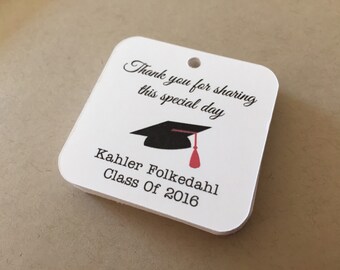 Thank you for sharing
this special day
Kahler Folkedahl
Class Of 2016